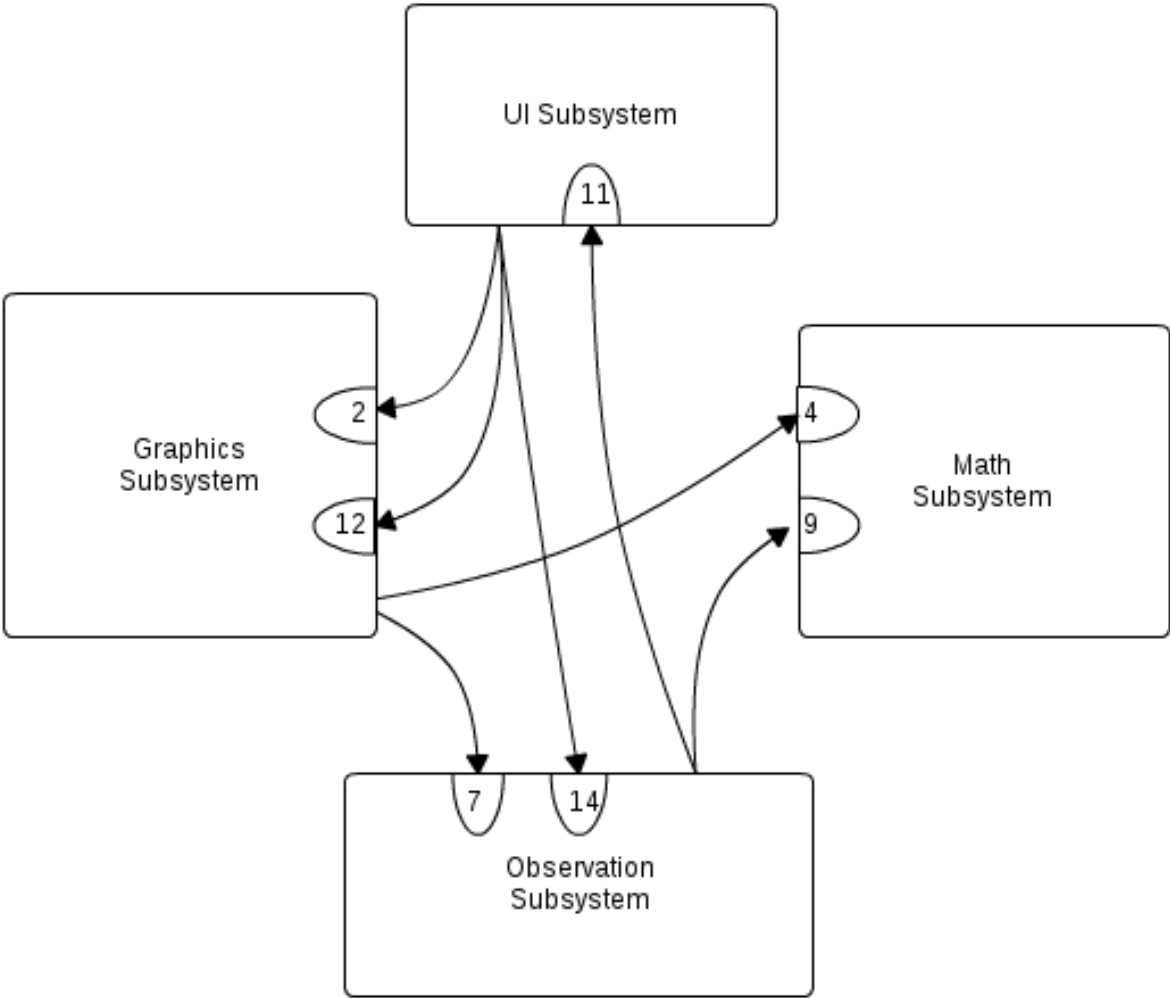 UI Subsystem
11
2
12
Graphics
Subsystem
4
9
Math
Subsystem
7
14
Observation
Subsystem